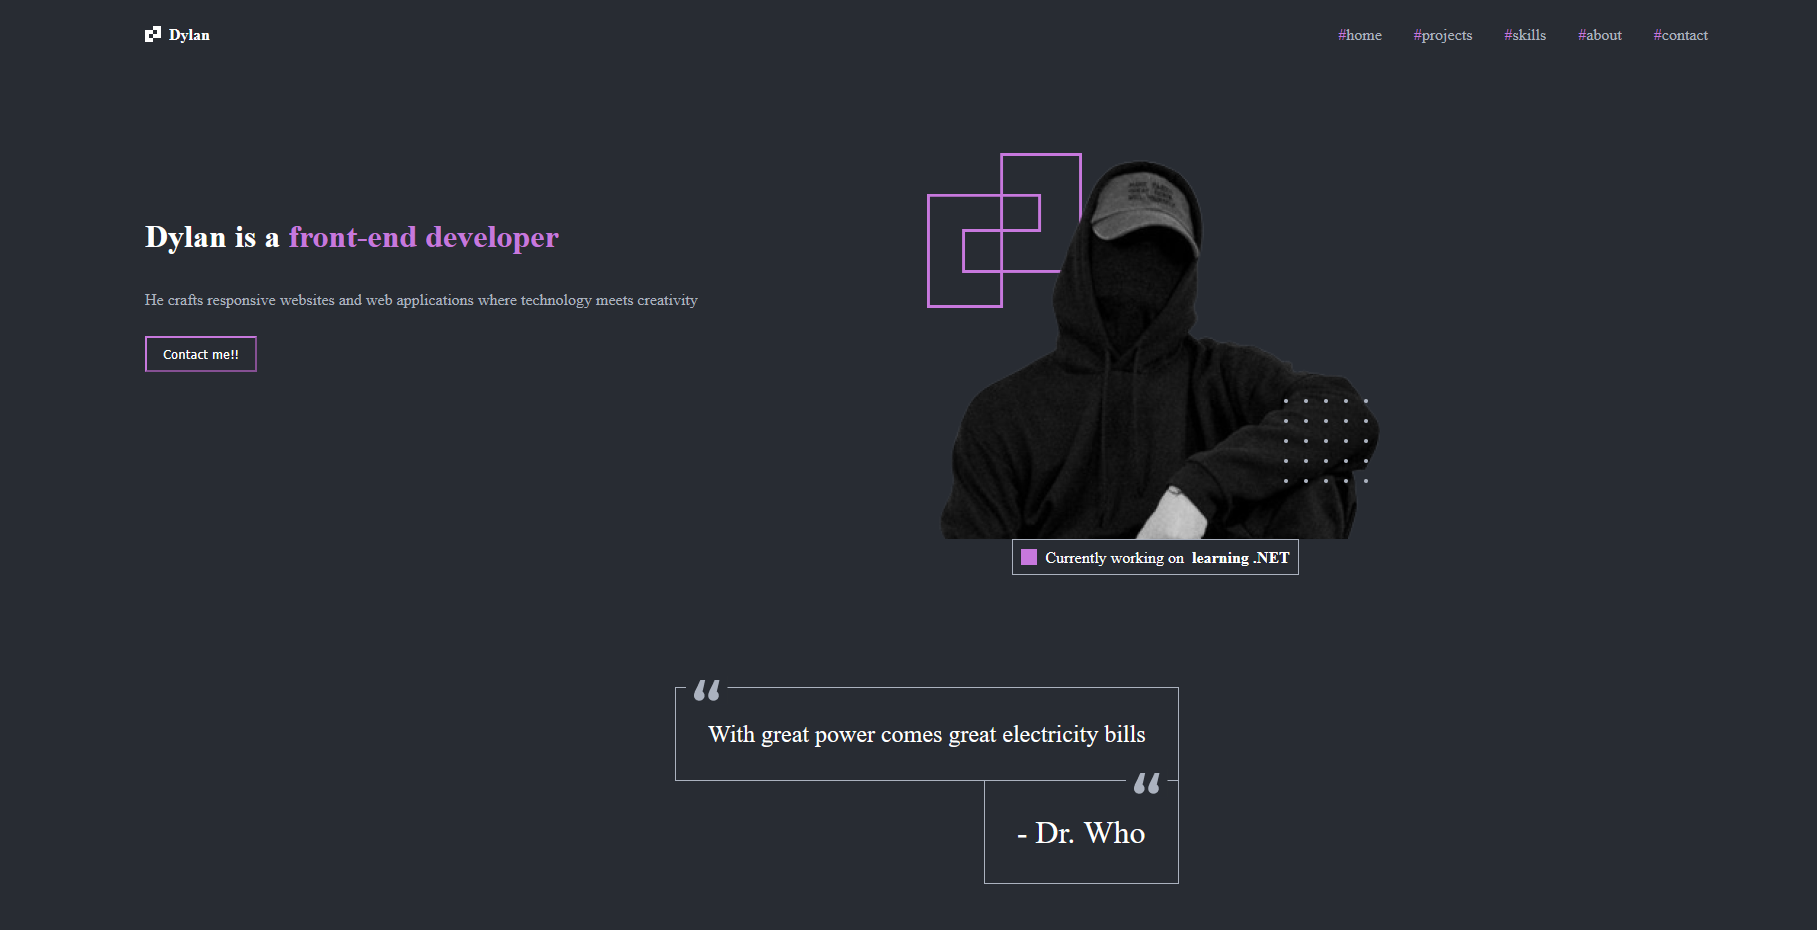 Dylan
#home #projects #skills #about #contact
Dylan is a front-end developer
He crafts responsive websites and web applications where technology meets creativity
Contact me!!
Currently working on learning .NET
“
With great power comes great electricity bills
“
- Dr. Who